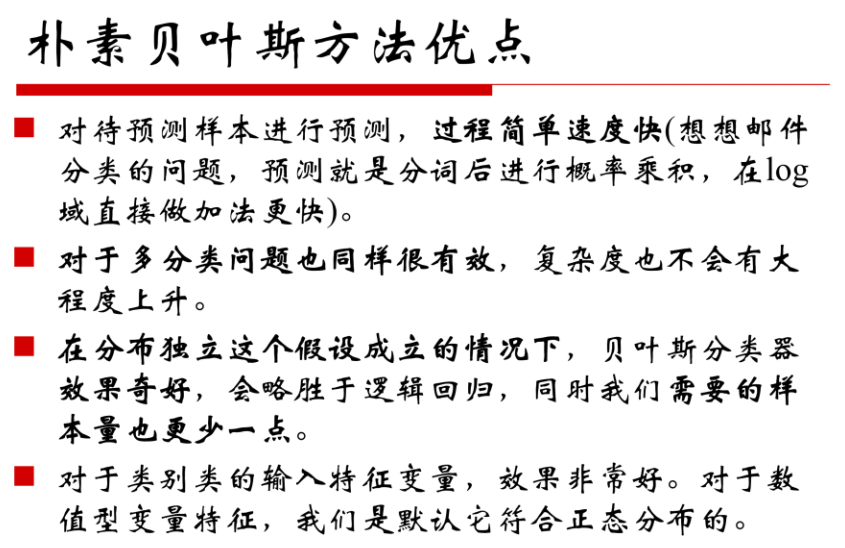 朴素贝叶斯方法优点
对待预测样本进行预测，过程简单速度快(想想邮件
分类的问题，预测就是分词后进行概率乘积，在log
域直接做加法更快)。
对于多分类问题也同样很有效，复杂度也不会有大
程度上升。
在分布独立这个假设成立的情况下，贝叶斯分类器
效果奇好，会略胜于逻辑回归，同时我们需要的样
本量也更少一点。
对于类别类的输入特征变量，效果非常好。对于数
值型变量特征，我们是默认它符合正态分布的。